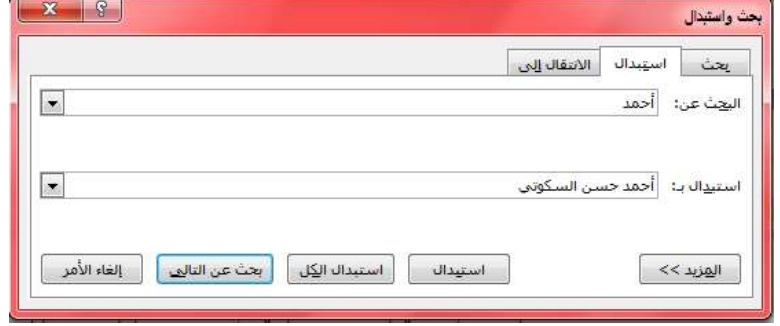 بحث واستبدال
بحث استبدال الانتقال إلى
البحث عن: أحمد
استبدال بـ: أحمد حسن السكوتي
المزيد >> استبدال استبدال الكل بحث عن التالي إلغاء الأمر